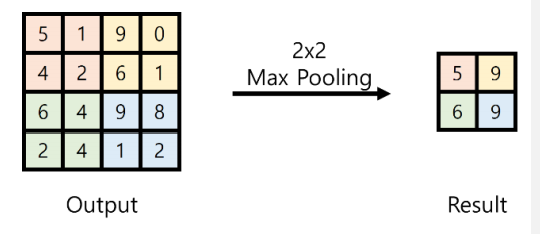 5 1 9 0
4 2 6 1
6 4 9 8
2 4 1 2
2x2
Max Pooling
5 9
6 9
Output
Result